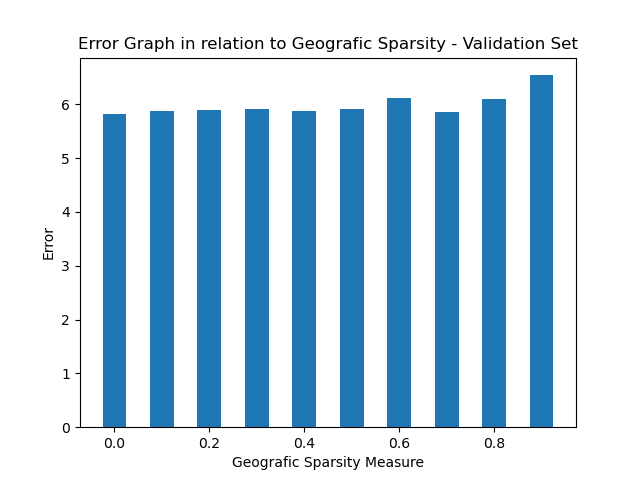 Error Graph in relation to Geografic Sparsity - Validation Set
6
5
4
3
2
1
0
Error
0.0 0.2 0.4 0.6 0.8
Geografic Sparsity Measure